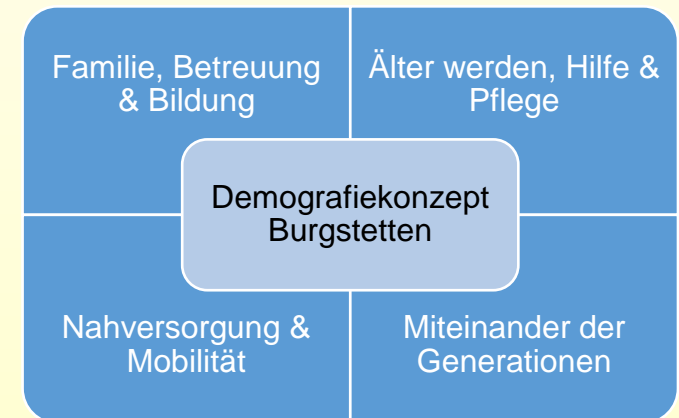 Familie, Betreuung
& Bildung
Älter werden, Hilfe &
Pflege
Demografiekonzept
Burgstetten
Nahversorgung &
Mobilität
Miteinander der
Generationen